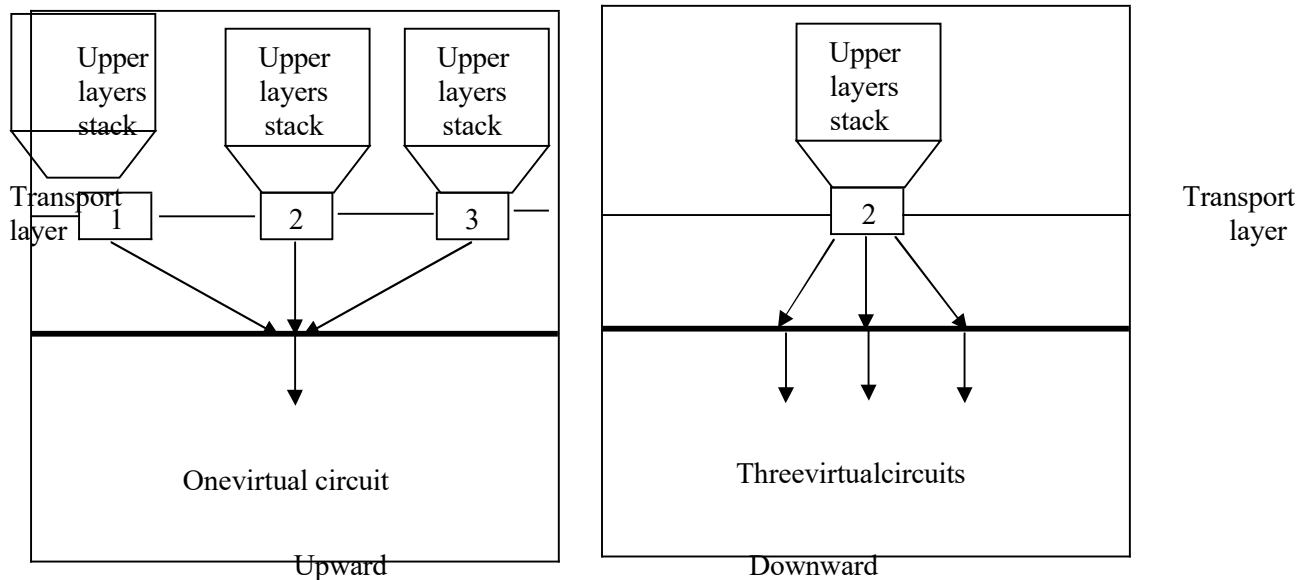 Upper
layers
stack
Upper
layers
stack
Upper
layers
stack
Transport
layer
1
2
3
Onevirtual circuit
Upward
Upper
layers
stack
2
Transport
layer
Threevirtualcircuits
Downward